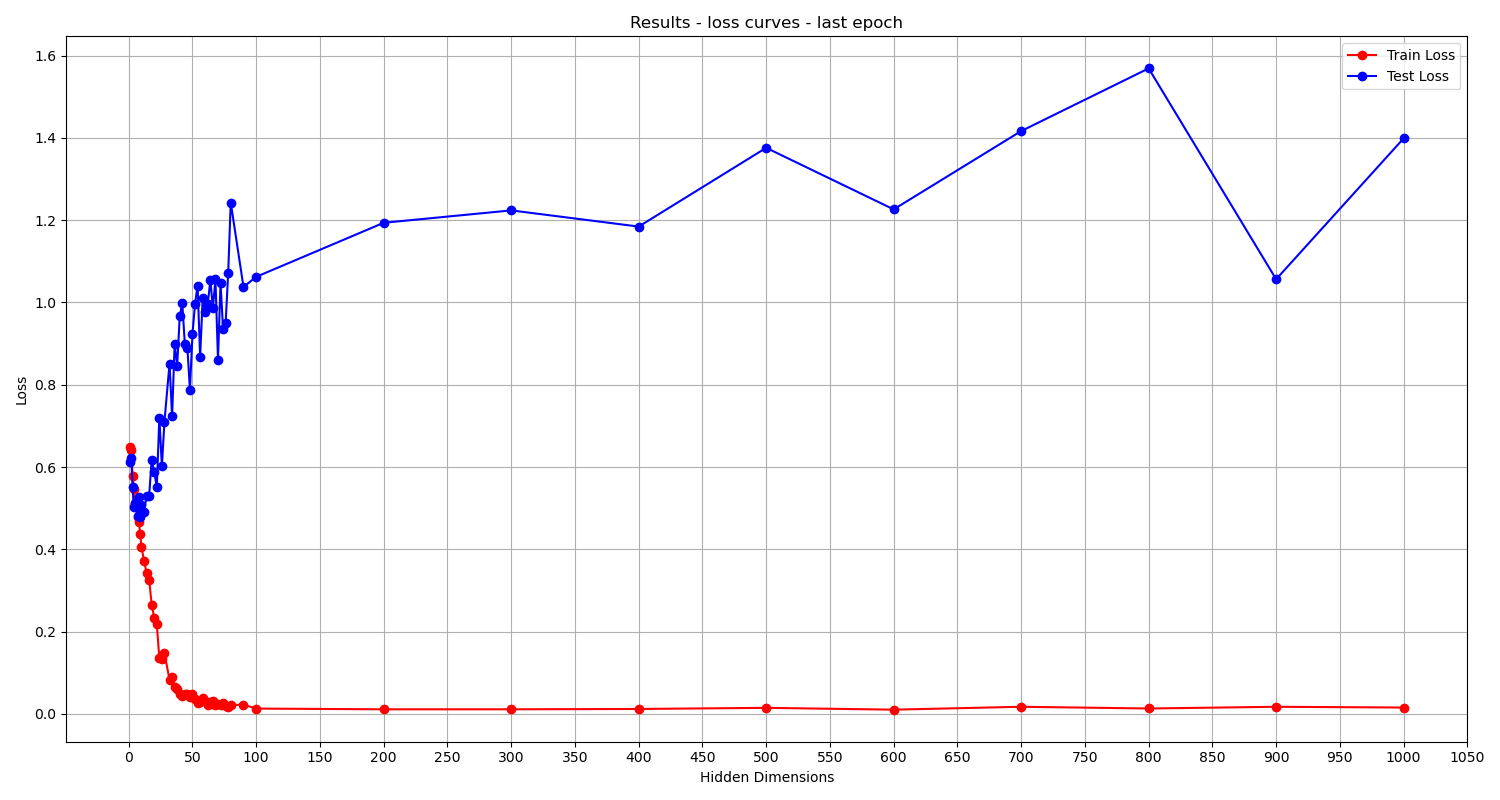 Results - loss curves - last epoch
Train Loss
Test Loss
1.6
1.4
1.2
1.0
0.8
0.6
0.4
0.2
0.0
Loss
0 50 100 150 200 250 300 350 400 450 500 550 600 650 700 750 800 850 900 950 1000 1050
Hidden Dimensions